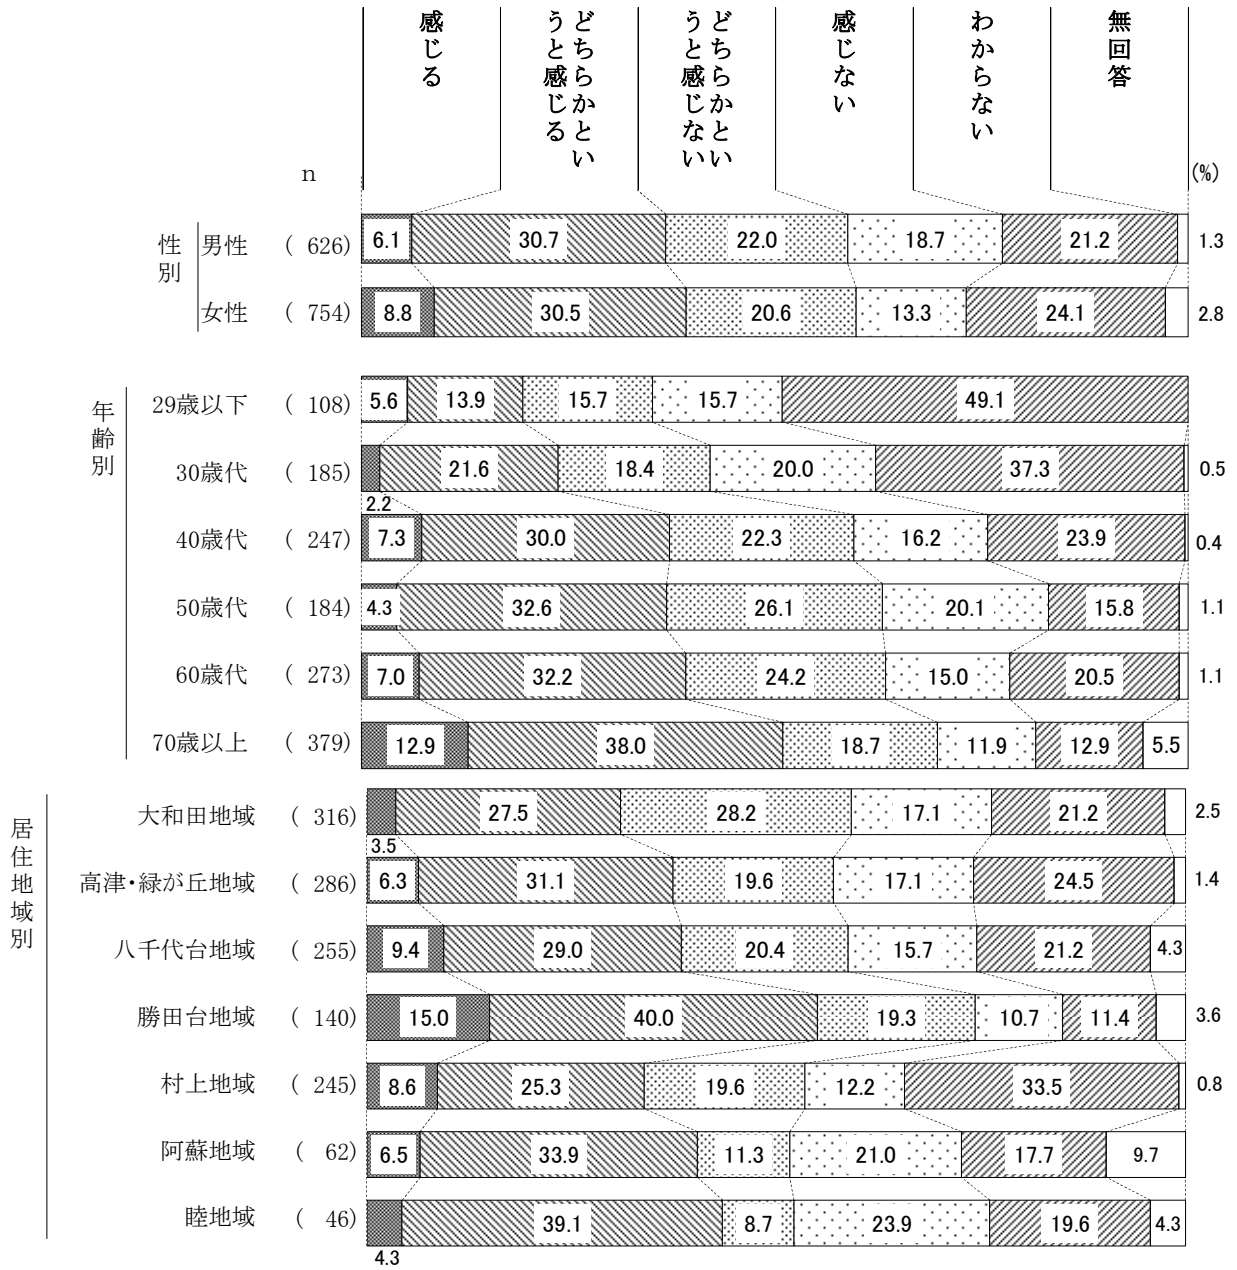 感じる
どちらかとい
うと感じる
どちらかとい
うと感じない
感じない
わからない
無回答
n
(%)
性別
男性 ( 626) 6.1 30.7 22.0 18.7 21.2 1.3
女性 ( 754) 8.8 30.5 20.6 13.3 24.1 2.8
年齢別
29歳以下 ( 108) 5.6 13.9 15.7 15.7 49.1
30歳代 ( 185) 2.2 21.6 18.4 20.0 37.3 0.5
40歳代 ( 247) 7.3 30.0 22.3 16.2 23.9 0.4
50歳代 ( 184) 4.3 32.6 26.1 20.1 15.8 1.1
60歳代 ( 273) 7.0 32.2 24.2 15.0 20.5 1.1
70歳以上 ( 379) 12.9 38.0 18.7 11.9 12.9 5.5
居住地域別
大和田地域 ( 316) 3.5 27.5 28.2 17.1 21.2 2.5
高津・緑が丘地域 ( 286) 6.3 31.1 19.6 17.1 24.5 1.4
八千代台地域 ( 255) 9.4 29.0 20.4 15.7 21.2 4.3
勝田台地域 ( 140) 15.0 40.0 19.3 10.7 11.4 3.6
村上地域 ( 245) 8.6 25.3 19.6 12.2 33.5 0.8
阿蘇地域 ( 62) 6.5 33.9 11.3 21.0 17.7 9.7
睦地域 ( 46) 4.3 39.1 8.7 23.9 19.6 4.3